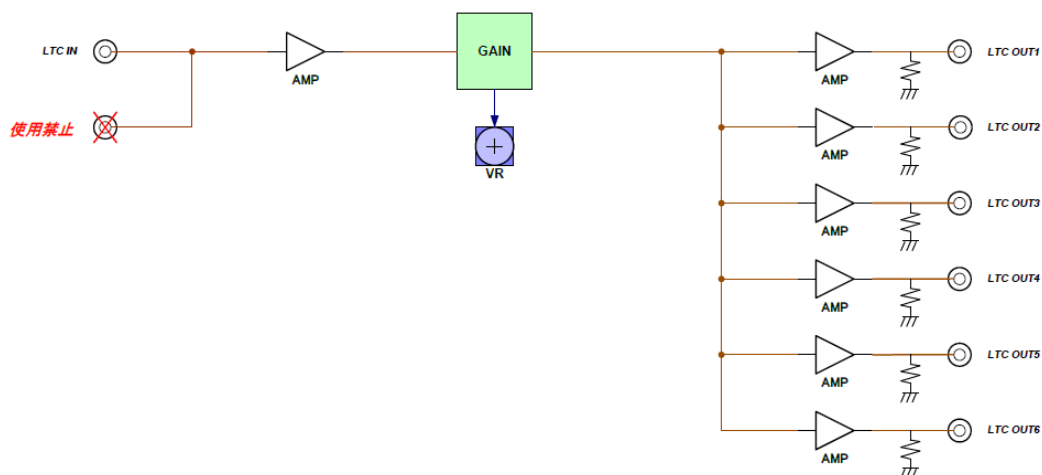 LTC IN
AMP
GAIN
AMP
LTC OUT1
使用禁止
VR
AMP
LTC OUT2
AMP
LTC OUT3
AMP
LTC OUT4
AMP
LTC OUT5
AMP
LTC OUT6